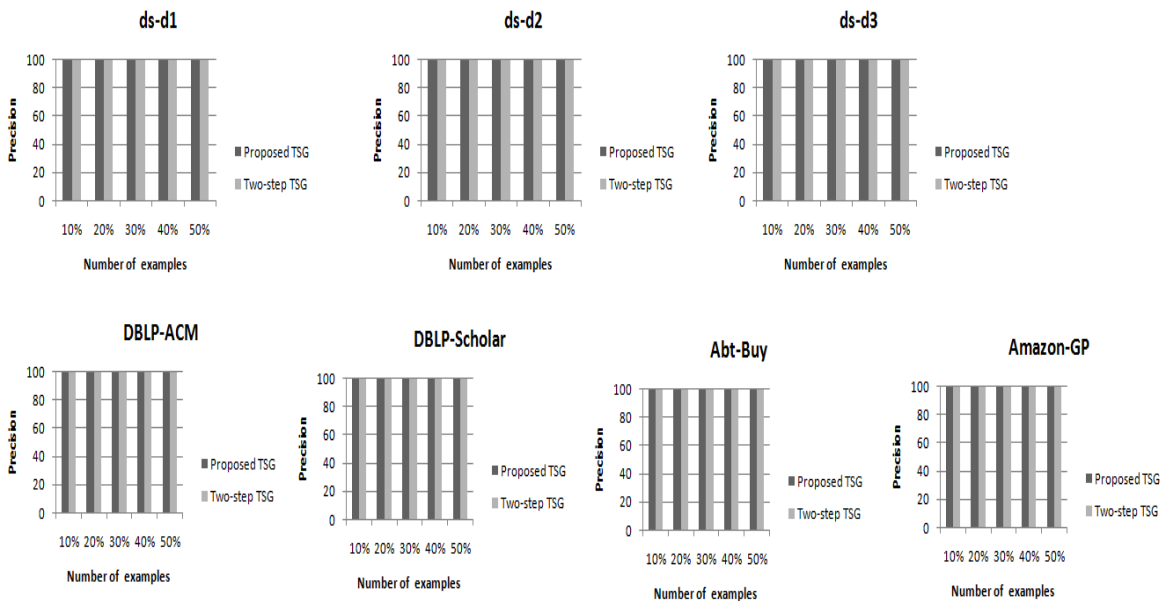 ds-d1
Precision
100
80
60
40
20
0
10% 20% 30% 40% 50%
Number of examples
Proposed TSG
Two-step TSG
ds-d2
Precision
100
80
60
40
20
0
10% 20% 30% 40% 50%
Number of examples
Proposed TSG
Two-step TSG
ds-d3
Precision
100
80
60
40
20
0
10% 20% 30% 40% 50%
Number of examples
Proposed TSG
Two-step TSG
DBLP-ACM
Precision
100
80
60
40
20
0
10% 20% 30% 40% 50%
Number of examples
Proposed TSG
Two-step TSG
DBLP-Scholar
Precision
100
80
60
40
20
0
10% 20% 30% 40% 50%
Number of examples
Proposed TSG
Two-step TSG
Abt-Buy
Precision
100
80
60
40
20
0
10% 20% 30% 40% 50%
Number of examples
Proposed TSG
Two-step TSG
Amazon-GP
Precision
100
80
60
40
20
0
10% 20% 30% 40% 50%
Number of examples
Proposed TSG
Two-step TSG